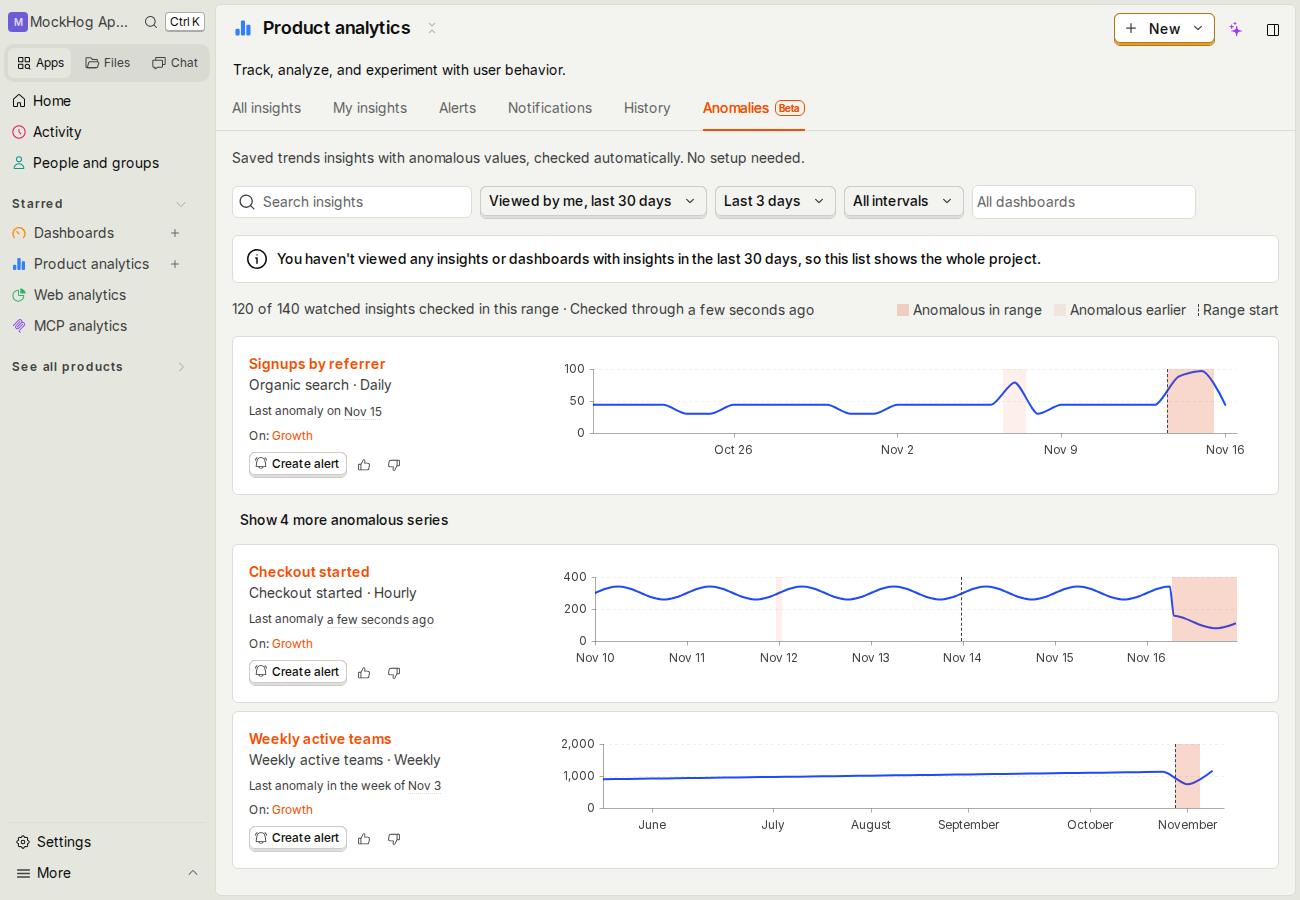 M MockHog Ap... Ctrl K
Apps Files Chat
Home
Activity
People and groups
Starred
Dashboards
Product analytics
Web analytics
MCP analytics
See all products
Settings
More
Product analytics
New
Track, analyze, and experiment with user behavior.
All insights My insights Alerts Notifications History Anomalies Beta
Saved trends insights with anomalous values, checked automatically. No setup needed.
Search insights Viewed by me, last 30 days Last 3 days All intervals All dashboards
You haven't viewed any insights or dashboards with insights in the last 30 days, so this list shows the whole project.
120 of 140 watched insights checked in this range · Checked through a few seconds ago Anomalous in range Anomalous earlier Range start
Signups by referrer
Organic search · Daily
Last anomaly on Nov 15
On: Growth
Create alert
100
50
0
Oct 26 Nov 2 Nov 9 Nov 16
Show 4 more anomalous series
Checkout started
Checkout started · Hourly
Last anomaly a few seconds ago
On: Growth
Create alert
400
200
0
Nov 10 Nov 11 Nov 12 Nov 13 Nov 14 Nov 15 Nov 16
Weekly active teams
Weekly active teams · Weekly
Last anomaly in the week of Nov 3
On: Growth
Create alert
2,000
1,000
0
June July August September October November